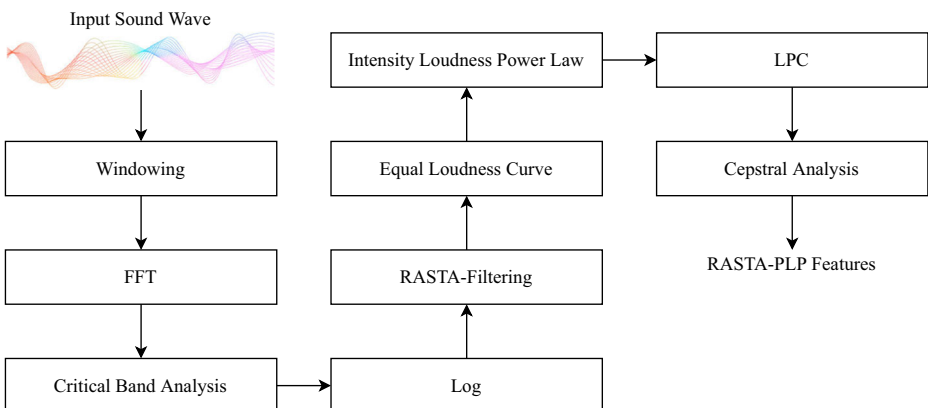 Input Sound Wave
Windowing
FFT
Critical Band Analysis
Log
RASTA-Filtering
Equal Loudness Curve
Intensity Loudness Power Law
LPC
Cepstral Analysis
RASTA-PLP Features